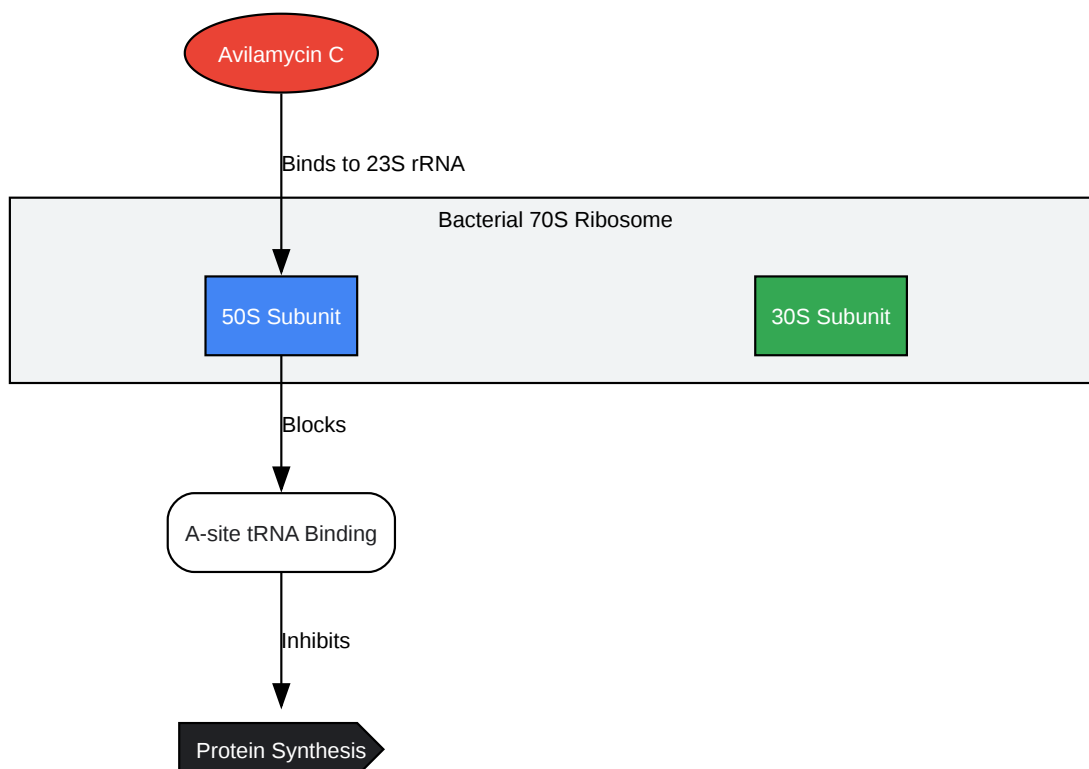 Avilamycin C
Binds to 23S rRNA
Bacterial 70S Ribosome
50S Subunit
30S Subunit
Blocks
A-site tRNA Binding
Inhibits
Protein Synthesis